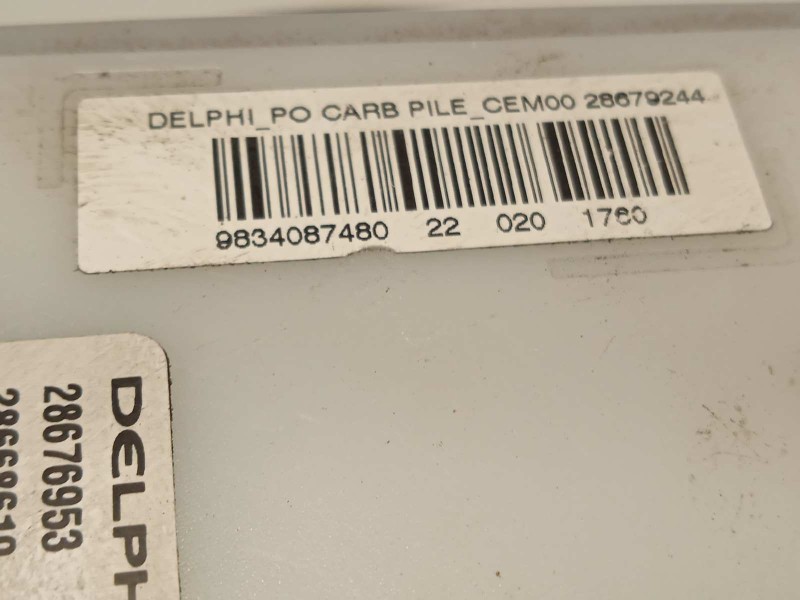 DELPHI_PO CARB PILE_CEM00 28679244
9834087480 22 020 1760
DELPH
28676953